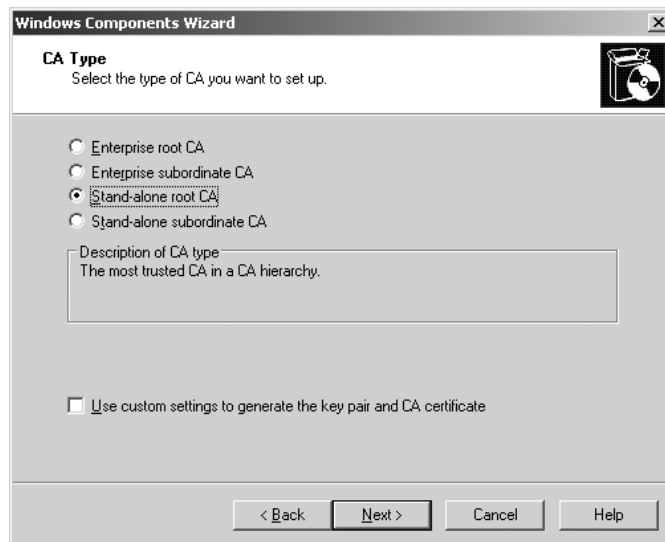 Windows Components Wizard
CA Type
Select the type of CA you want to set up.
Enterprise root CA
Enterprise subordinate CA
Stand-alone root CA
Stand-alone subordinate CA
Description of CA type
The most trusted CA in a CA hierarchy.
Use custom settings to generate the key pair and CA certificate
< Back Next > Cancel Help